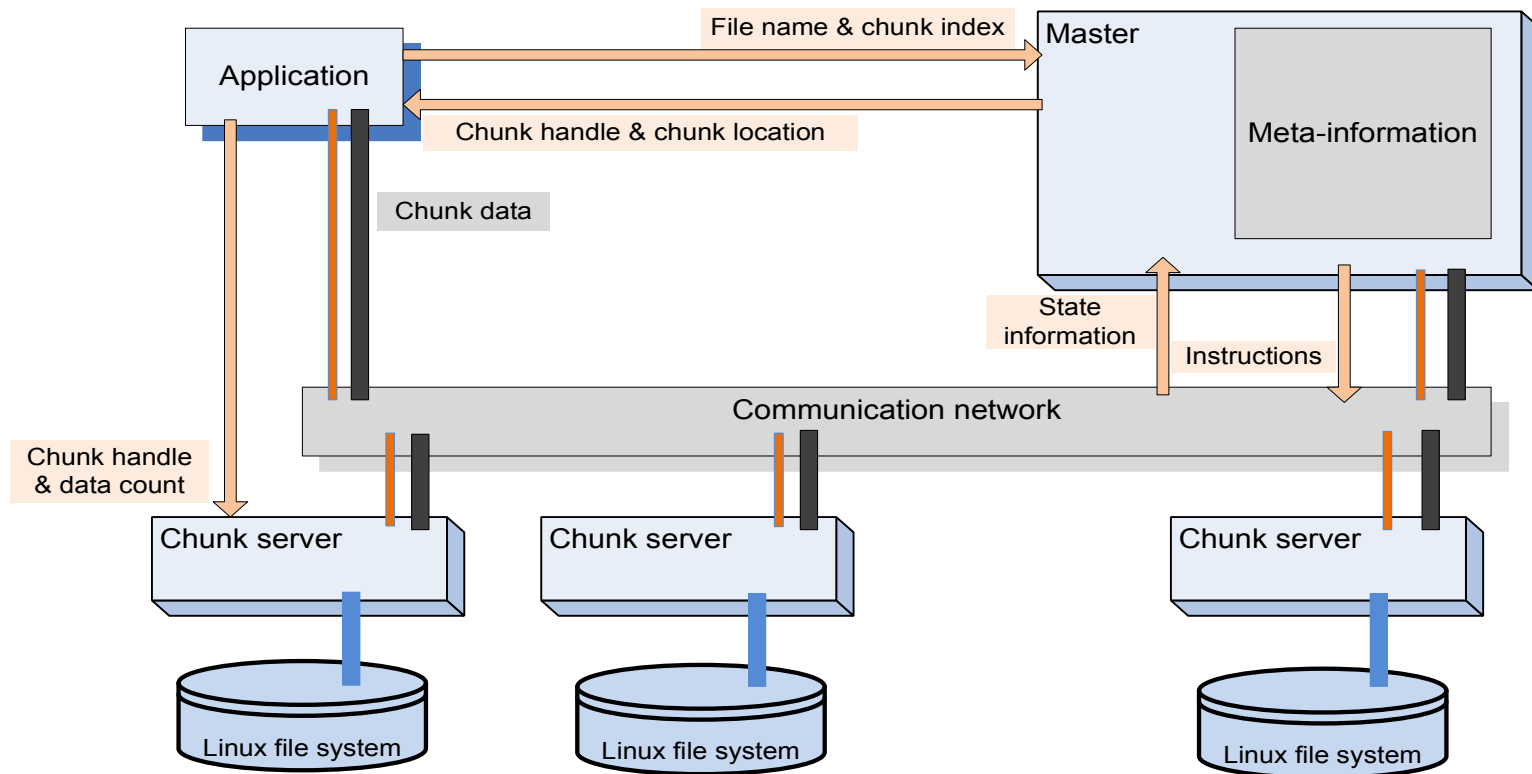 File name & chunk index
Master
Application
Chunk handle & chunk location
Meta-information
Chunk data
State
information
Instructions
Communication network
Chunk handle
& data count
Chunk server
Chunk server
Chunk server
Linux file system
Linux file system
Linux file system